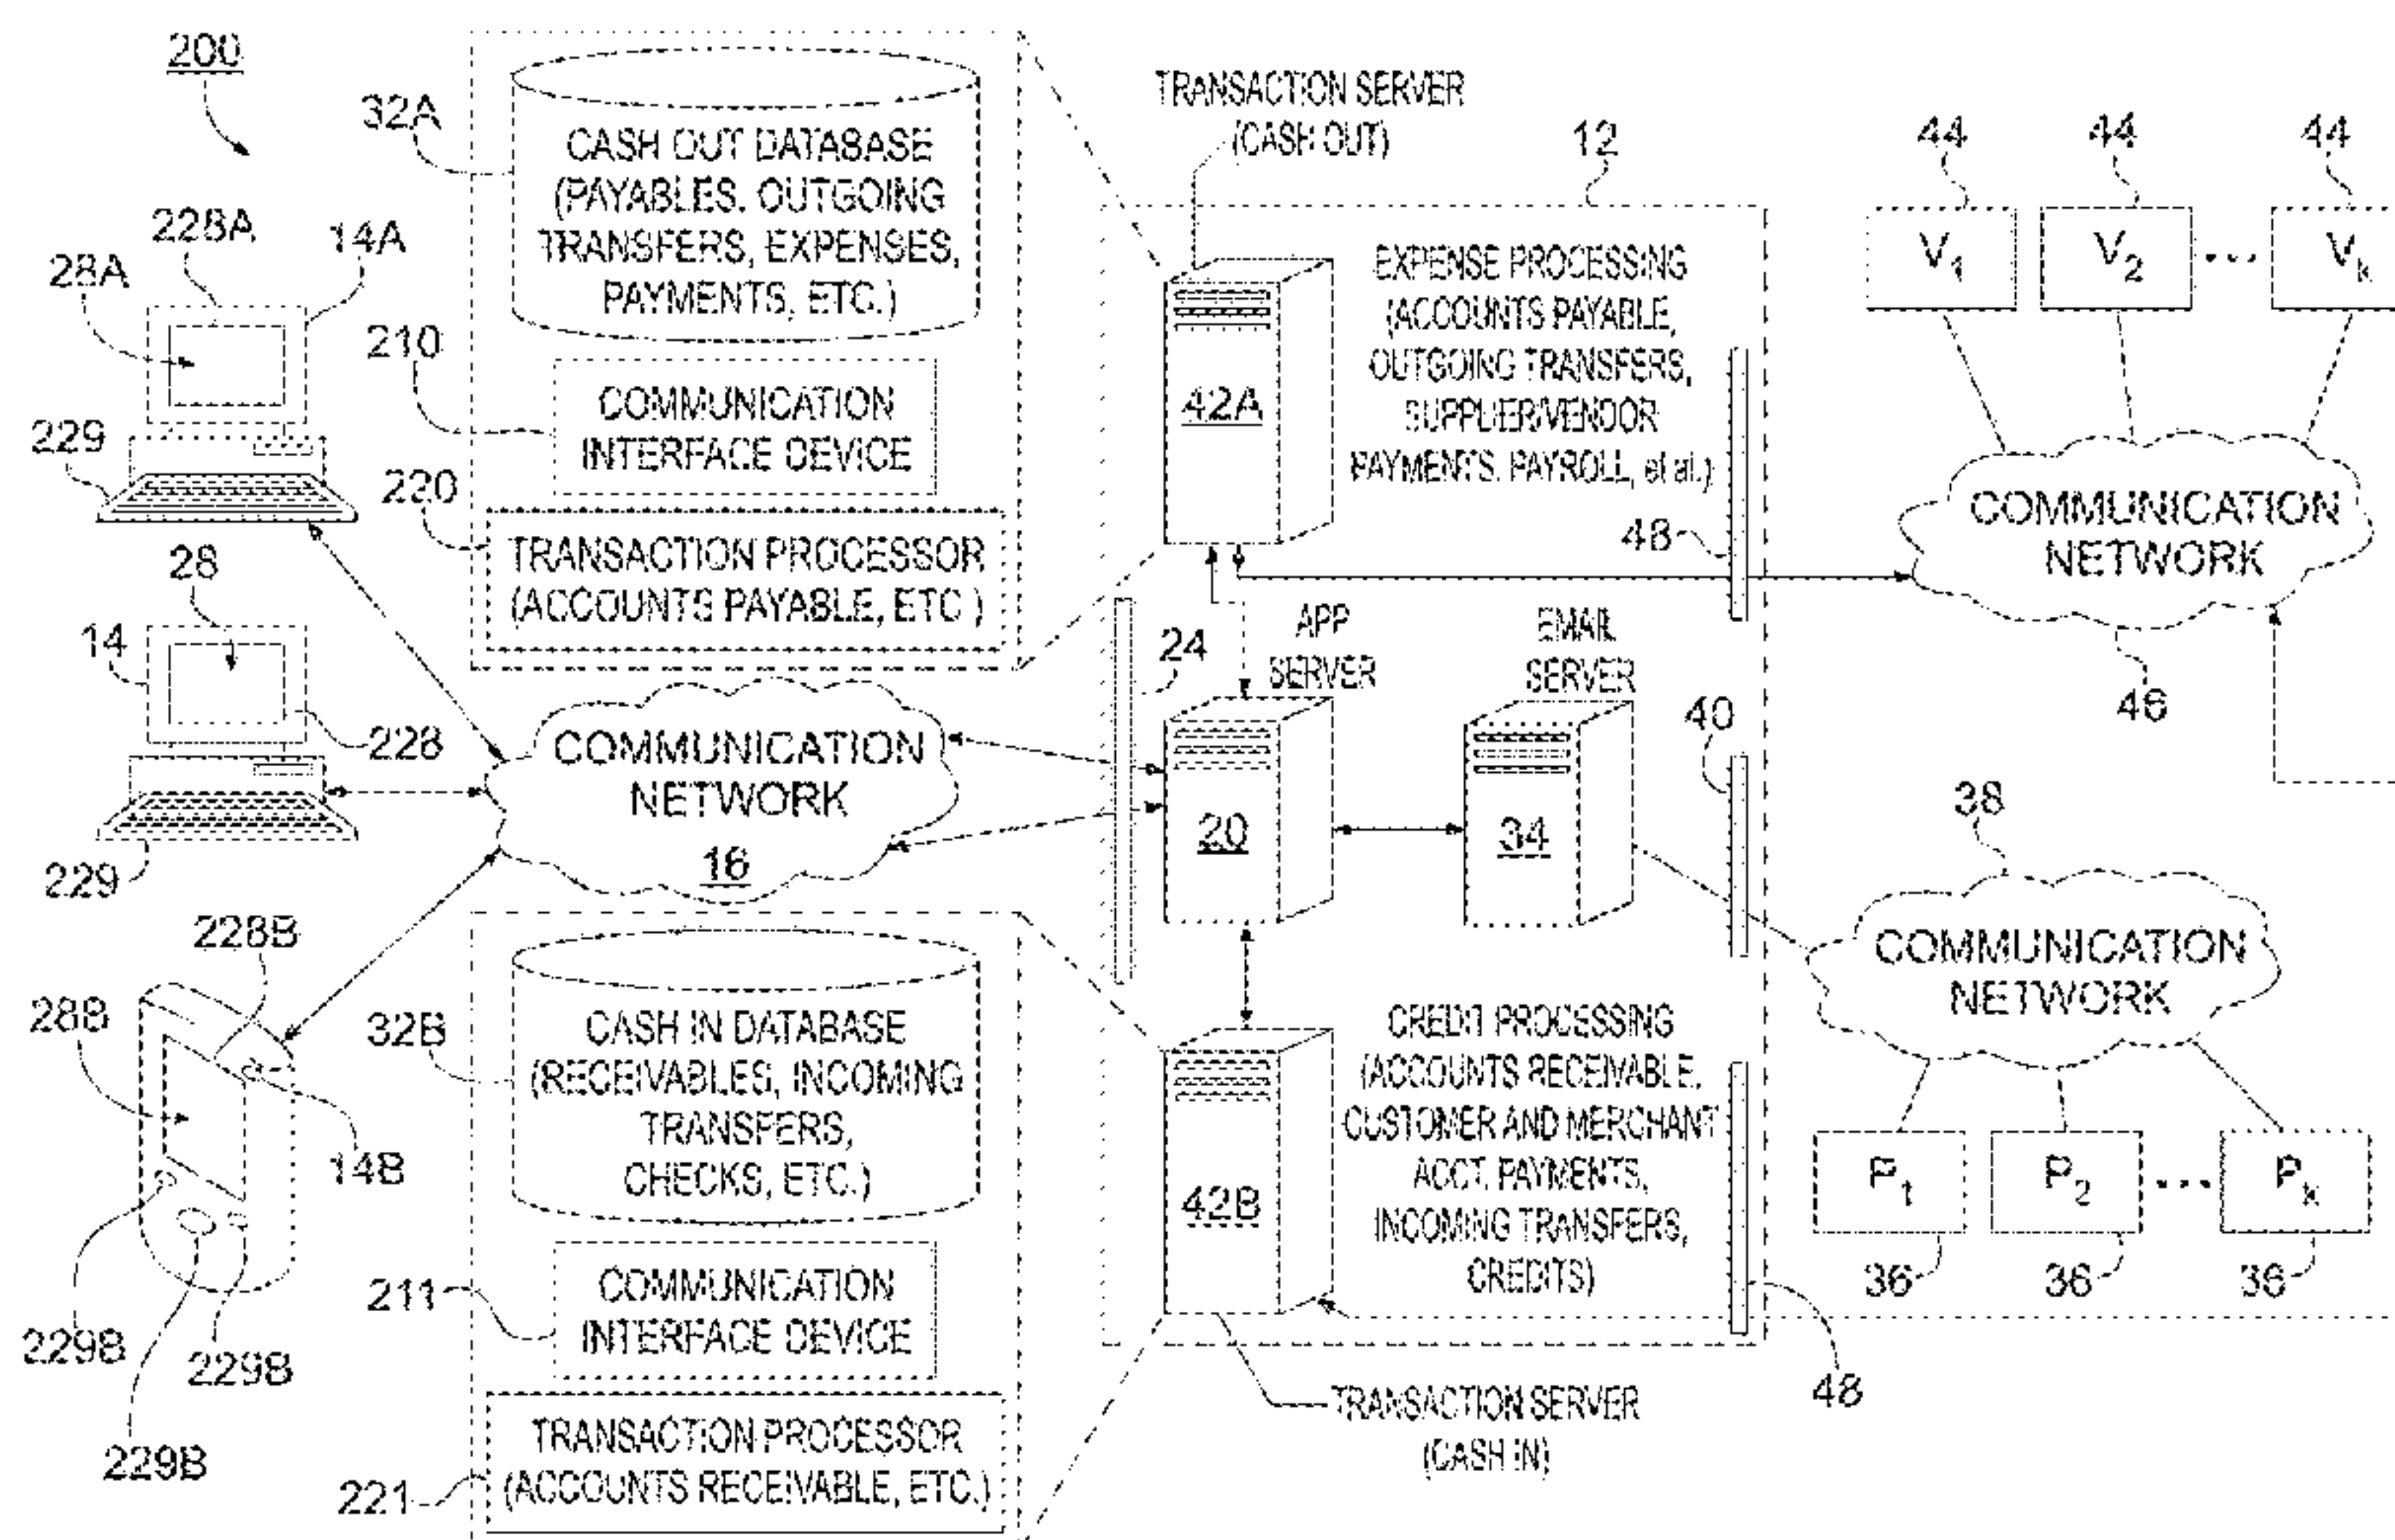 200
32A
CASH OUT DATABASE
(PAYABLES, OUTGOING
TRANSFERS, EXPENSES,
PAYMENTS, ETC.)
210
COMMUNICATION
INTERFACE DEVICE
220
TRANSACTION PROCESSOR
(ACCOUNTS PAYABLE, ETC.)
228A
14A
28A
229
28
14
228
229
COMMUNICATION
NETWORK
16
228B
28B
14B
229B
229B
229B
32B
CASH IN DATABASE
(RECEIVABLES, INCOMING
TRANSFERS,
CHECKS, ETC.)
211
COMMUNICATION
INTERFACE DEVICE
TRANSACTION PROCESSOR
(ACCOUNTS RECEIVABLE, ETC.)
221
TRANSACTION SERVER
(CASH OUT)
12
42A
EXPENSE PROCESSING
(ACCOUNTS PAYABLE,
OUTGOING TRANSFERS,
SUPPLIER/VENDOR
PAYMENTS, PAYROLL, et al.)
48
24
APP
SERVER
20
EMAIL
SERVER
34
40
42B
CREDIT PROCESSING
(ACCOUNTS RECEIVABLE,
CUSTOMER AND MERCHANT
ACCT. PAYMENTS,
INCOMING TRANSFERS,
CREDITS)
48
TRANSACTION SERVER
(CASH IN)
44
44
44
V1
V2
...
Vk
COMMUNICATION
NETWORK
46
38
COMMUNICATION
NETWORK
P1
P2
...
Pk
36
36
36